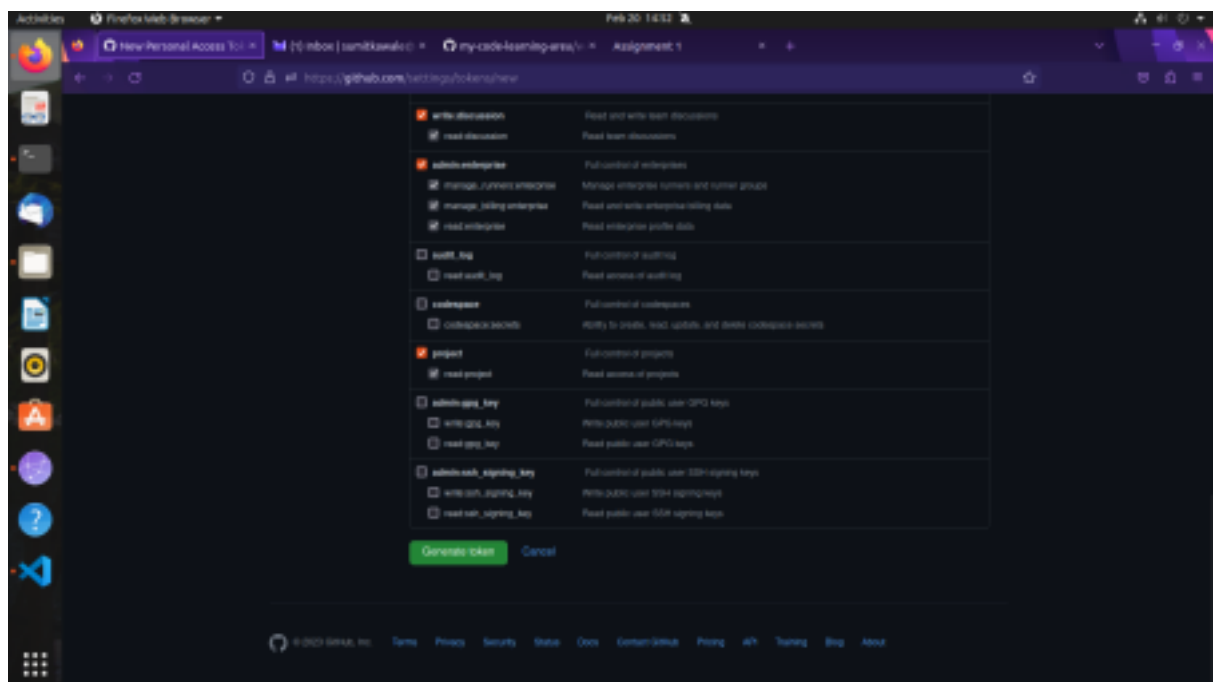 Activities Firefox Web Browser Feb 20 14:52
New Personal Access Tok × (1) Inbox | sumitkawale × my-code-learning-area/ × Assignment 1 × +
https://github.com/settings/tokens/new
write:discussion Read and write team discussions
read:discussion Read team discussions
admin:enterprise Full control of enterprises
manage_runners:enterprise Manage enterprise runners and runner groups
manage_billing:enterprise Read and write enterprise billing data
read:enterprise Read enterprise profile data
audit_log Full control of audit log
read:audit_log Read access of audit log
codespace Full control of codespaces
codespace:secrets Ability to create, read, update, and delete codespace secrets
project Full control of projects
read:project Read access of projects
admin:gpg_key Full control of public user GPG keys
write:gpg_key Write public user GPG keys
read:gpg_key Read public user GPG keys
admin:ssh_signing_key Full control of public user SSH signing keys
write:ssh_signing_key Write public user SSH signing keys
read:ssh_signing_key Read public user SSH signing keys
Generate token Cancel
© 2023 GitHub, Inc. Terms Privacy Security Status Docs Contact GitHub Pricing API Training Blog About